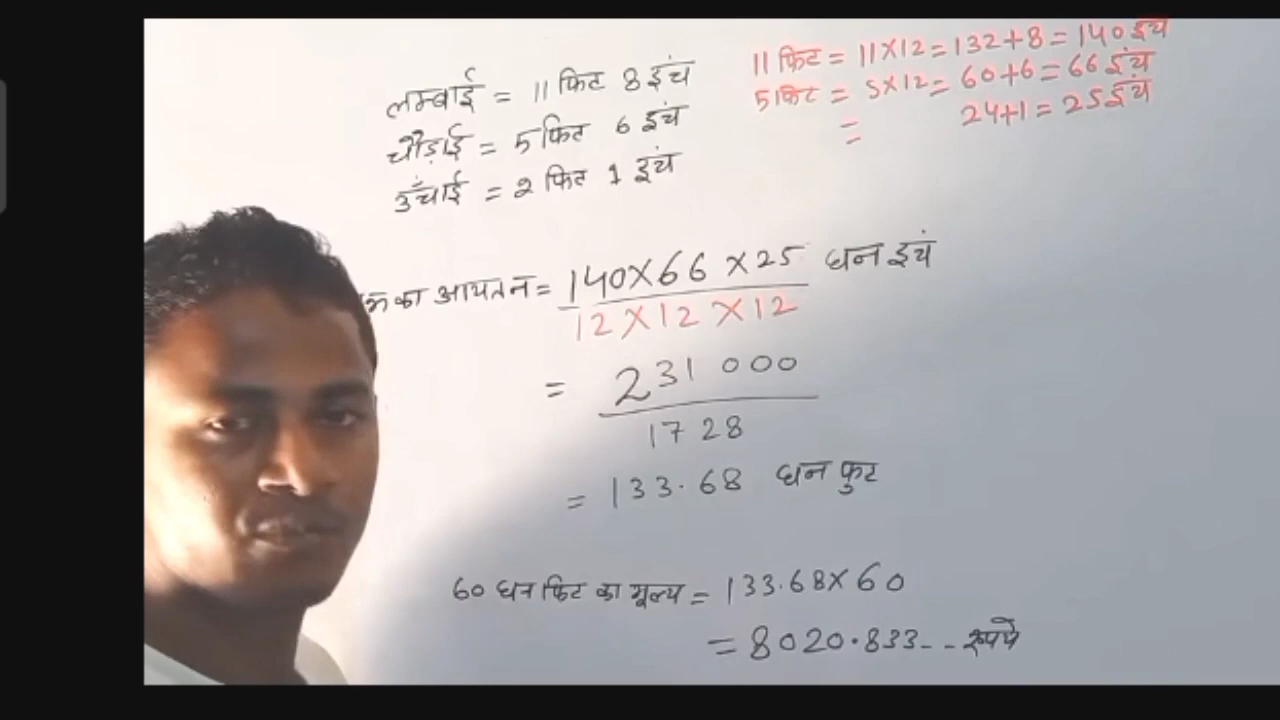 लम्बाई = 11 फिट 8 इंच
चौड़ाई = 5 फिट 6 इंच
ऊँचाई = 2 फिट 1 इंच
11 फिट = 11×12 = 132+8 = 140 इंच
5 फिट = 5×12 = 60+6 = 66 इंच
= 24+1 = 25 इंच
का आयतन = 140×66×25 घन इचं
12×12×12
= 231000
1728
= 133.68 घन फुट
60 घन फिट का मूल्य = 133.68×60
= 8020.833-- रुपये